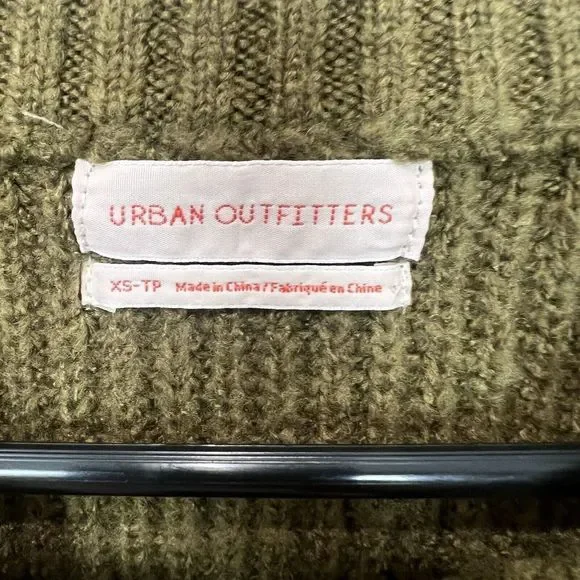 URBAN OUTFITTERS
XS-TP Made in China / Fabriqué en Chine